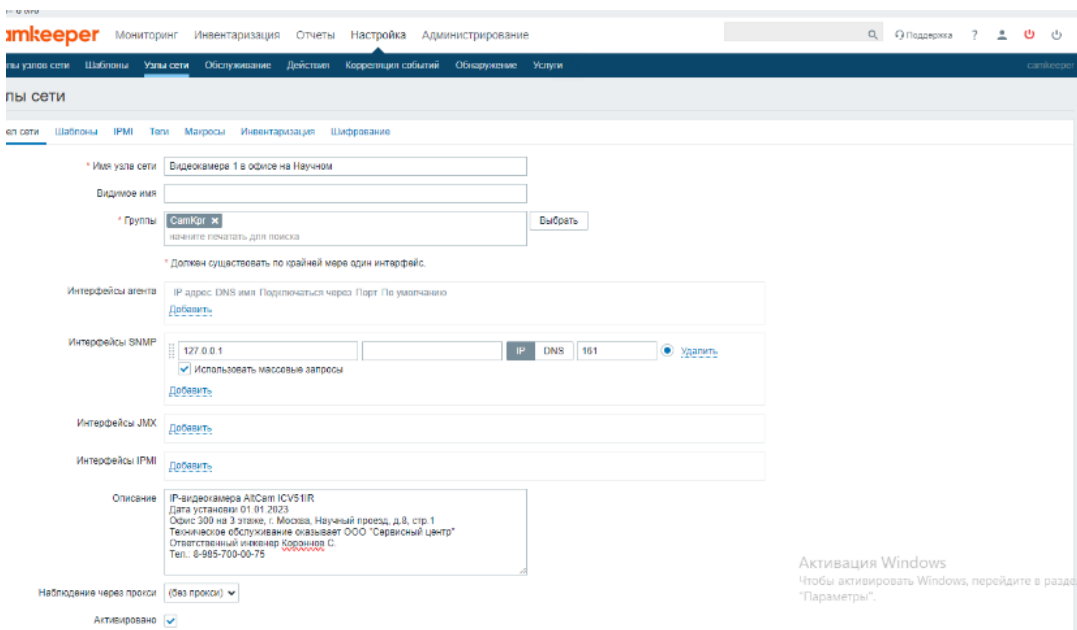 amkeeper Мониторинг Инвентаризация Отчеты Настройка Администрирование Поддержка ?
пы узлов сети Шаблоны Узлы сети Обслуживание Действия Корреляция событий Обнаружение Услуги camkeeper
лы сети
ел сети Шаблоны IPMI Теги Макросы Инвентаризация Шифрование
* Имя узла сети Видеокамера 1 в офисе на Научном
Видимое имя
* Группы CamKpr × Выбрать
начните печатать для поиска
* Должен существовать по крайней мере один интерфейс.
Интерфейсы агента IP адрес DNS имя Подключаться через Порт По умолчанию
Добавить
Интерфейсы SNMP 127.0.0.1 IP DNS 161 Удалить
Использовать массовые запросы
Добавить
Интерфейсы JMX Добавить
Интерфейсы IPMI Добавить
Описание IP-видеокамера AltCam ICV51IR
Дата установки 01.01.2023
Офис 300 на 3 этаже, г. Москва, Научный проезд, д.8, стр.1
Техническое обслуживание оказывает ООО "Сервисный центр"
Ответственный инженер С.
Тел.: 8-985-700-00-75
Активация Windows
Чтобы активировать Windows, перейдите в разде
"Параметры".
Наблюдение через прокси (без прокси)
Активировано